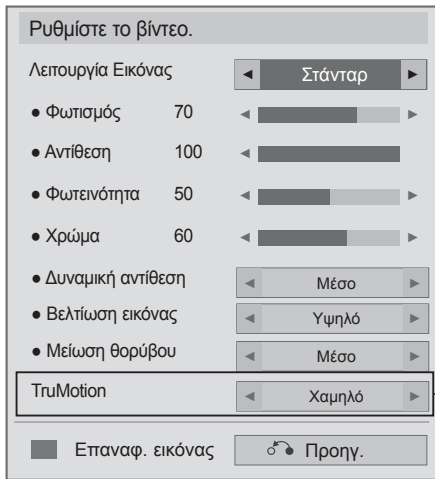 Ρυθμίστε το βίντεο.
Λειτουργία Εικόνας ◄ Στάνταρ ►
● Φωτισμός 70 ◄ ►
● Αντίθεση 100 ◄
● Φωτεινότητα 50 ◄ ►
● Χρώμα 60 ◄ ►
● Δυναμική αντίθεση ◄ Μέσο ►
● Βελτίωση εικόνας ◄ Υψηλό ►
● Μείωση θορύβου ◄ Μέσο ►
TruMotion ◄ Χαμηλό ►
Επαναφ. εικόνας Προηγ.